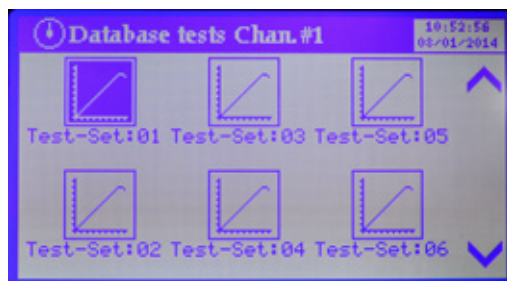 Database tests Chan.#1
10:52:56
08/01/2014
Test-Set:01 Test-Set:03 Test-Set:05
Test-Set:02 Test-Set:04 Test-Set:06